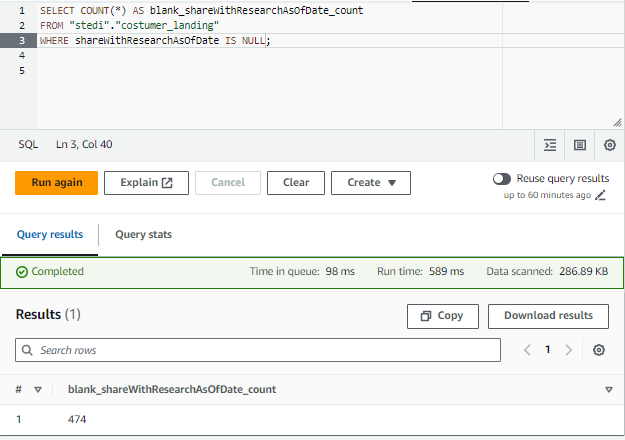 1 SELECT COUNT(*) AS blank_shareWithResearchAsOfDate_count
2 FROM "stedi"."costumer_landing"
3 WHERE shareWithResearchAsOfDate IS NULL;
4
5
SQL Ln 3, Col 40
Run again Explain Cancel Clear Create Reuse query results
up to 60 minutes ago
Query results Query stats
Completed Time in queue: 98 ms Run time: 589 ms Data scanned: 286.89 KB
Results (1) Copy Download results
Search rows 1
# blank_shareWithResearchAsOfDate_count
1 474